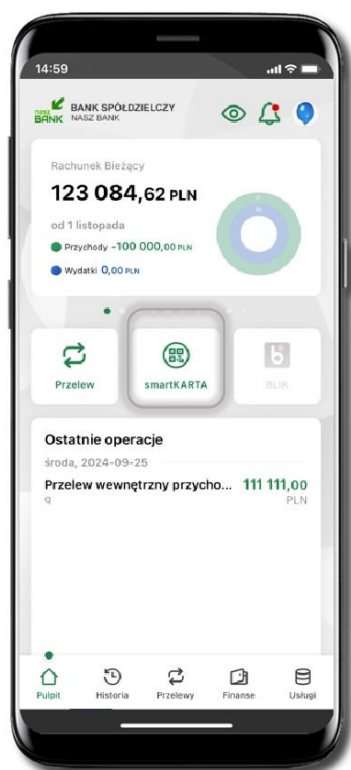 14:59
NASZ BANK
BANK SPÓŁDZIELCZY
NASZ BANK
Rachunek Bieżący
123 084,62 PLN
od 1 listopada
Przychody -100 000,00 PLN
Wydatki 0,00 PLN
Przelew
smartKARTA
BLIK
Ostatnie operacje
środa, 2024-09-25
Przelew wewnętrzny przycho... 111 111,00
q PLN
Pulpit Historia Przelewy Finanse Usługi